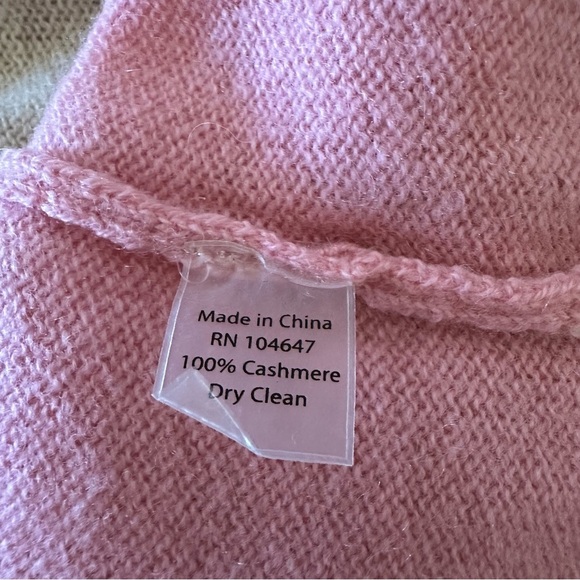 Made in China
RN 104647
100% Cashmere
Dry Clean